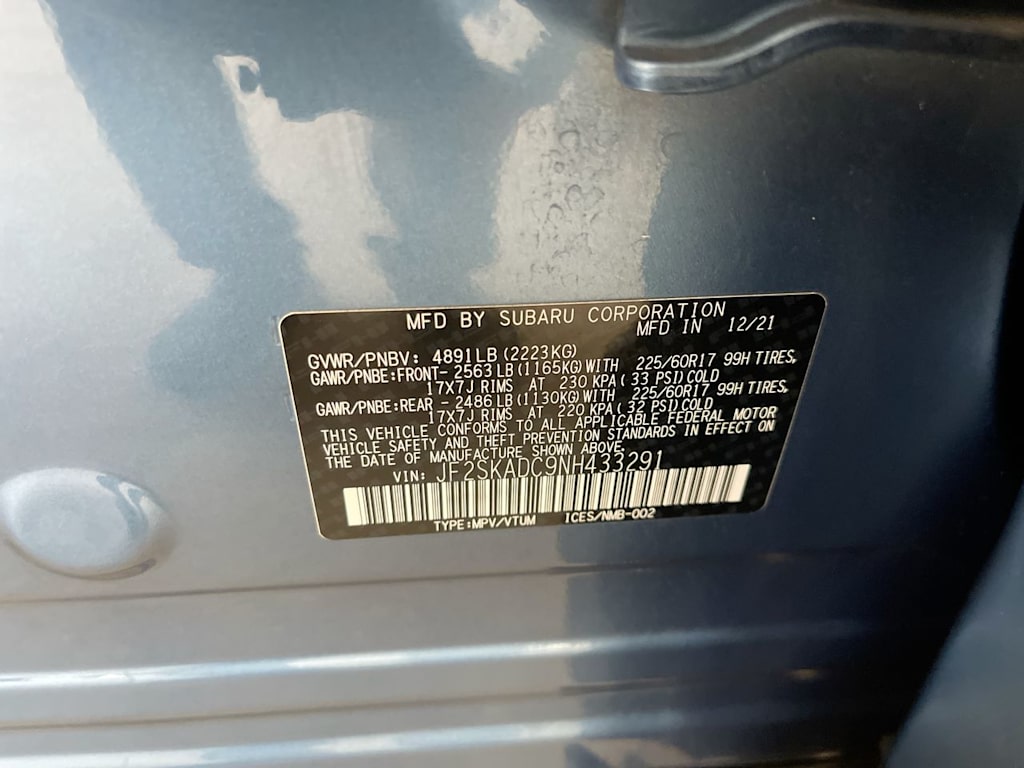 MFD BY SUBARU CORPORATION
MFD IN 12/21
GVWR/PNBV: 4891LB(2223KG)
GAWR/PNBE:FRONT- 2563LB(1165KG)WITH 225/60R17 99H TIRES,
17X7J RIMS AT 230 KPA( 33 PSI)COLD
GAWR/PNBE:REAR - 2486LB(1130KG)WITH 225/60R17 99H TIRES,
17X7J RIMS AT 220 KPA( 32 PSI)COLD
THIS VEHICLE CONFORMS TO ALL APPLICABLE FEDERAL MOTOR
VEHICLE SAFETY AND THEFT PREVENTION STANDARDS IN EFFECT ON
THE DATE OF MANUFACTURE SHOWN ABOVE.
VIN: JF2SKADC9NH433291
TYPE:MPV/VTUM ICES/NMB-002